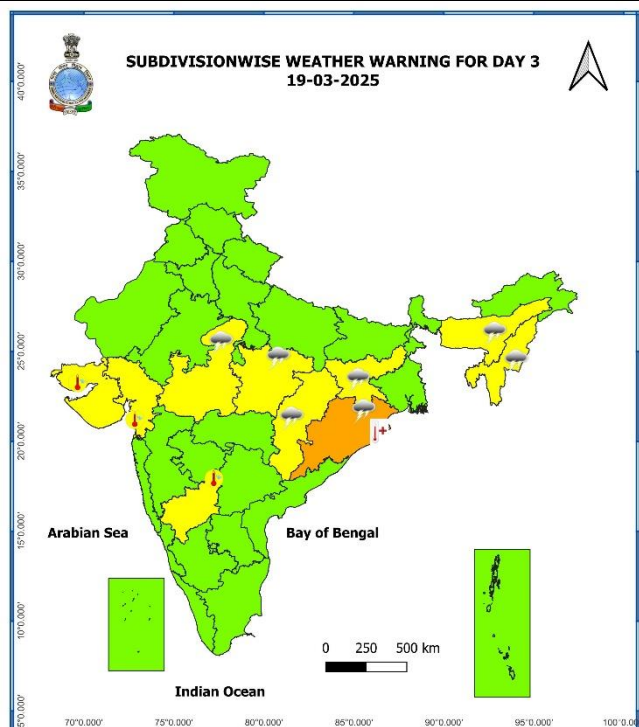 SUBDIVISIONWISE WEATHER WARNING FOR DAY 3
19-03-2025
40°0.000'
35°0.000'
30°0.000'
25°0.000'
20°0.000'
15°0.000'
10°0.000'
5°0.000'
Arabian Sea
Bay of Bengal
0 250 500 km
Indian Ocean
70°0.000' 75°0.000' 80°0.000' 85°0.000' 90°0.000' 95°0.000' 100°0.